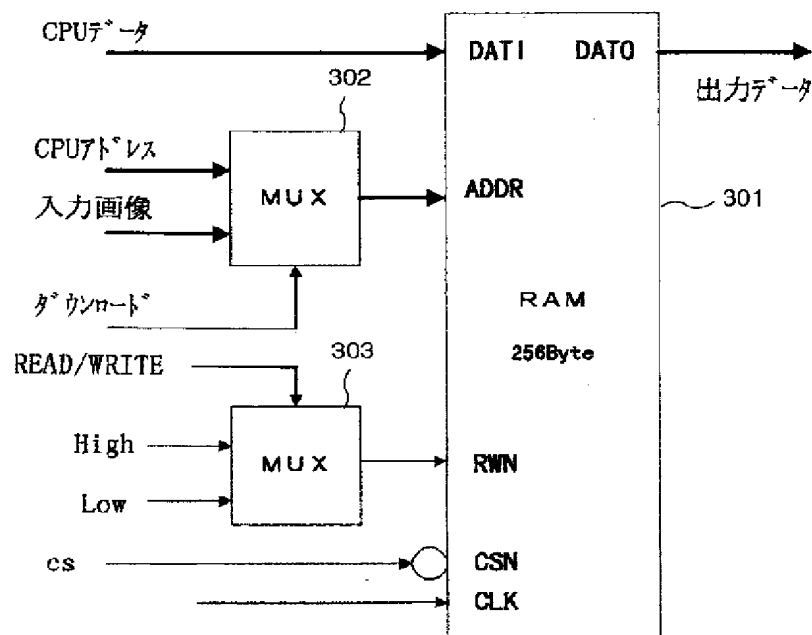 CPUデータ
DATI DATO
出力データ
302
CPUアドレス
MUX
ADDR
入力画像
301
ダウンロード
RAM
256Byte
READ/WRITE
303
High
MUX
RWN
Low
cs
CSN
CLK